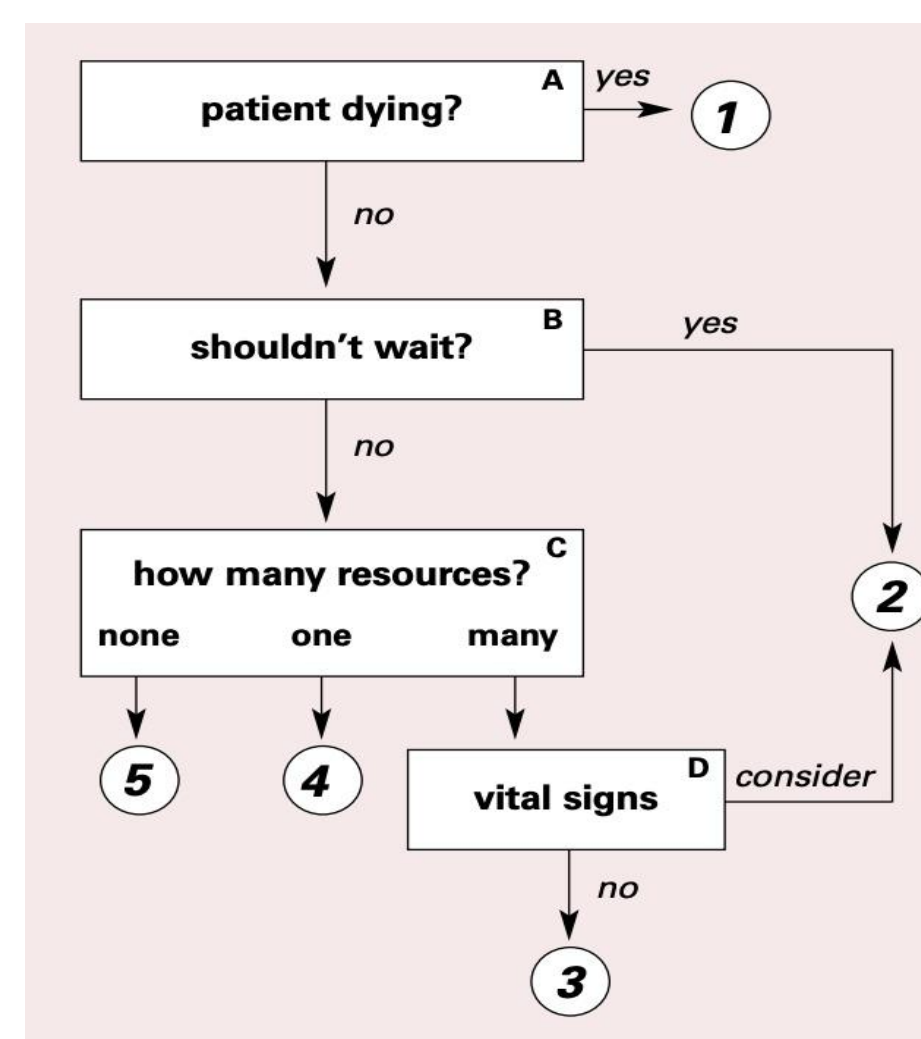 A
patient dying?
yes
1
no
B
shouldn't wait?
yes
no
C
how many resources?
none one many
2
5 4
D
vital signs
consider
no
3